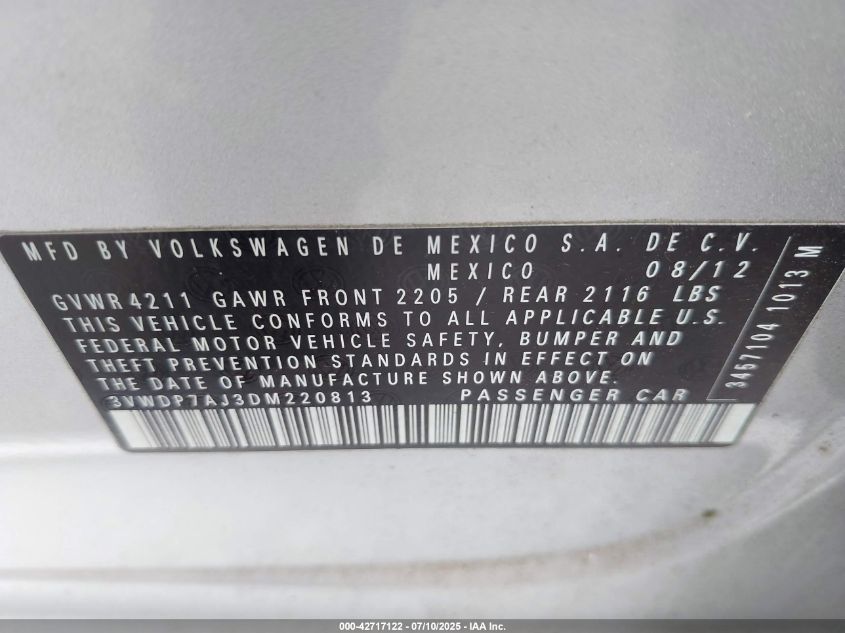 MFD BY VOLKSWAGEN DE MEXICO S.A. DE C.V.
MEXICO 08/12
GVWR 4211 GAWR FRONT 2205 / REAR 2116 LBS
THIS VEHICLE CONFORMS TO ALL APPLICABLE U.S.
FEDERAL MOTOR VEHICLE SAFETY, BUMPER AND
THEFT PREVENTION STANDARDS IN EFFECT ON
THE DATE OF MANUFACTURE SHOWN ABOVE.
3VWDP7AJ3DM220813 PASSENGER CAR
3457104 1013 M
000-42717122 - 07/10/2025 - IAA Inc.